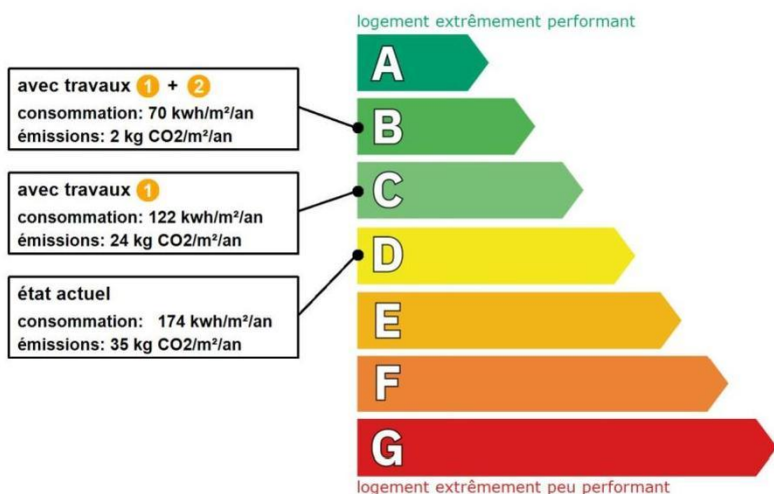 logement extrêmement performant
A
avec travaux 1 + 2
consommation: 70 kwh/m²/an
émissions: 2 kg CO2/m²/an
B
avec travaux 1
consommation: 122 kwh/m²/an
émissions: 24 kg CO2/m²/an
C
état actuel
consommation: 174 kwh/m²/an
émissions: 35 kg CO2/m²/an
D
E
F
G
logement extrêmement peu performant